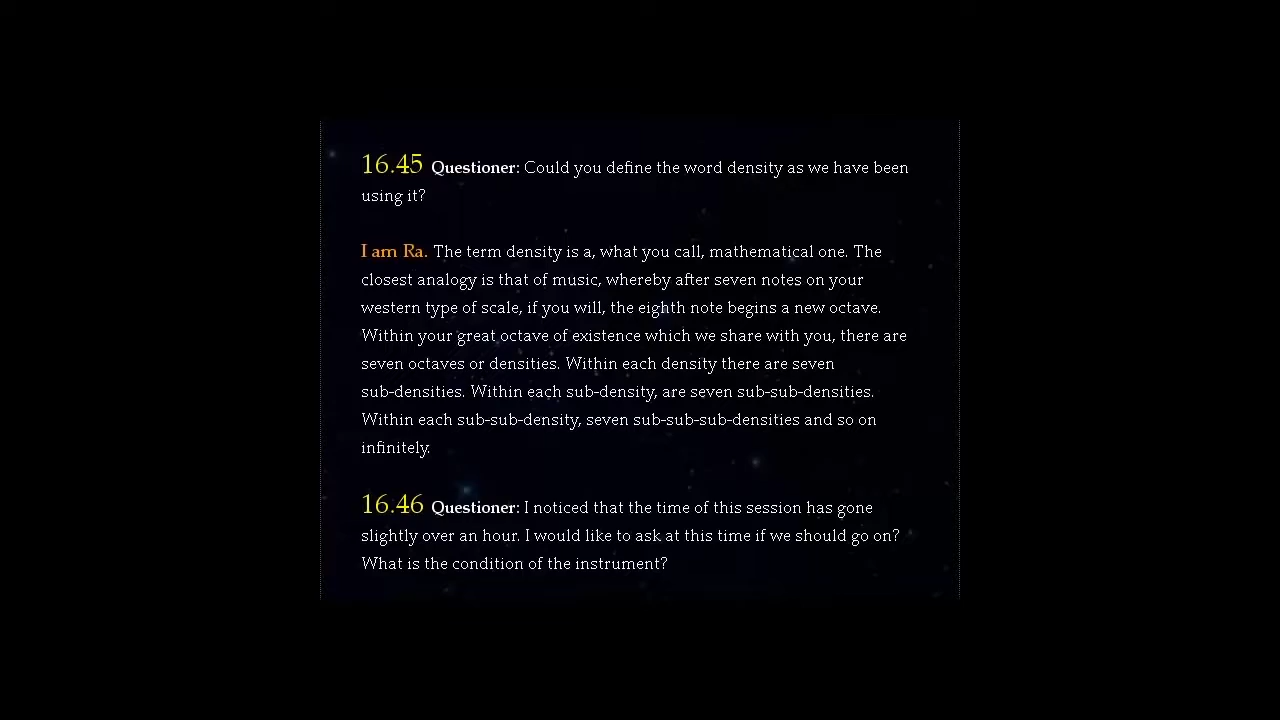 16.45 Questioner: Could you define the word density as we have been
using it?
I am Ra. The term density is a, what you call, mathematical one. The
closest analogy is that of music, whereby after seven notes on your
western type of scale, if you will, the eighth note begins a new octave.
Within your great octave of existence which we share with you, there are
seven octaves or densities. Within each density there are seven
sub-densities. Within each sub-density, are seven sub-sub-densities.
Within each sub-sub-density, seven sub-sub-sub-densities and so on
infinitely.
16.46 Questioner: I noticed that the time of this session has gone
slightly over an hour. I would like to ask at this time if we should go on?
What is the condition of the instrument?